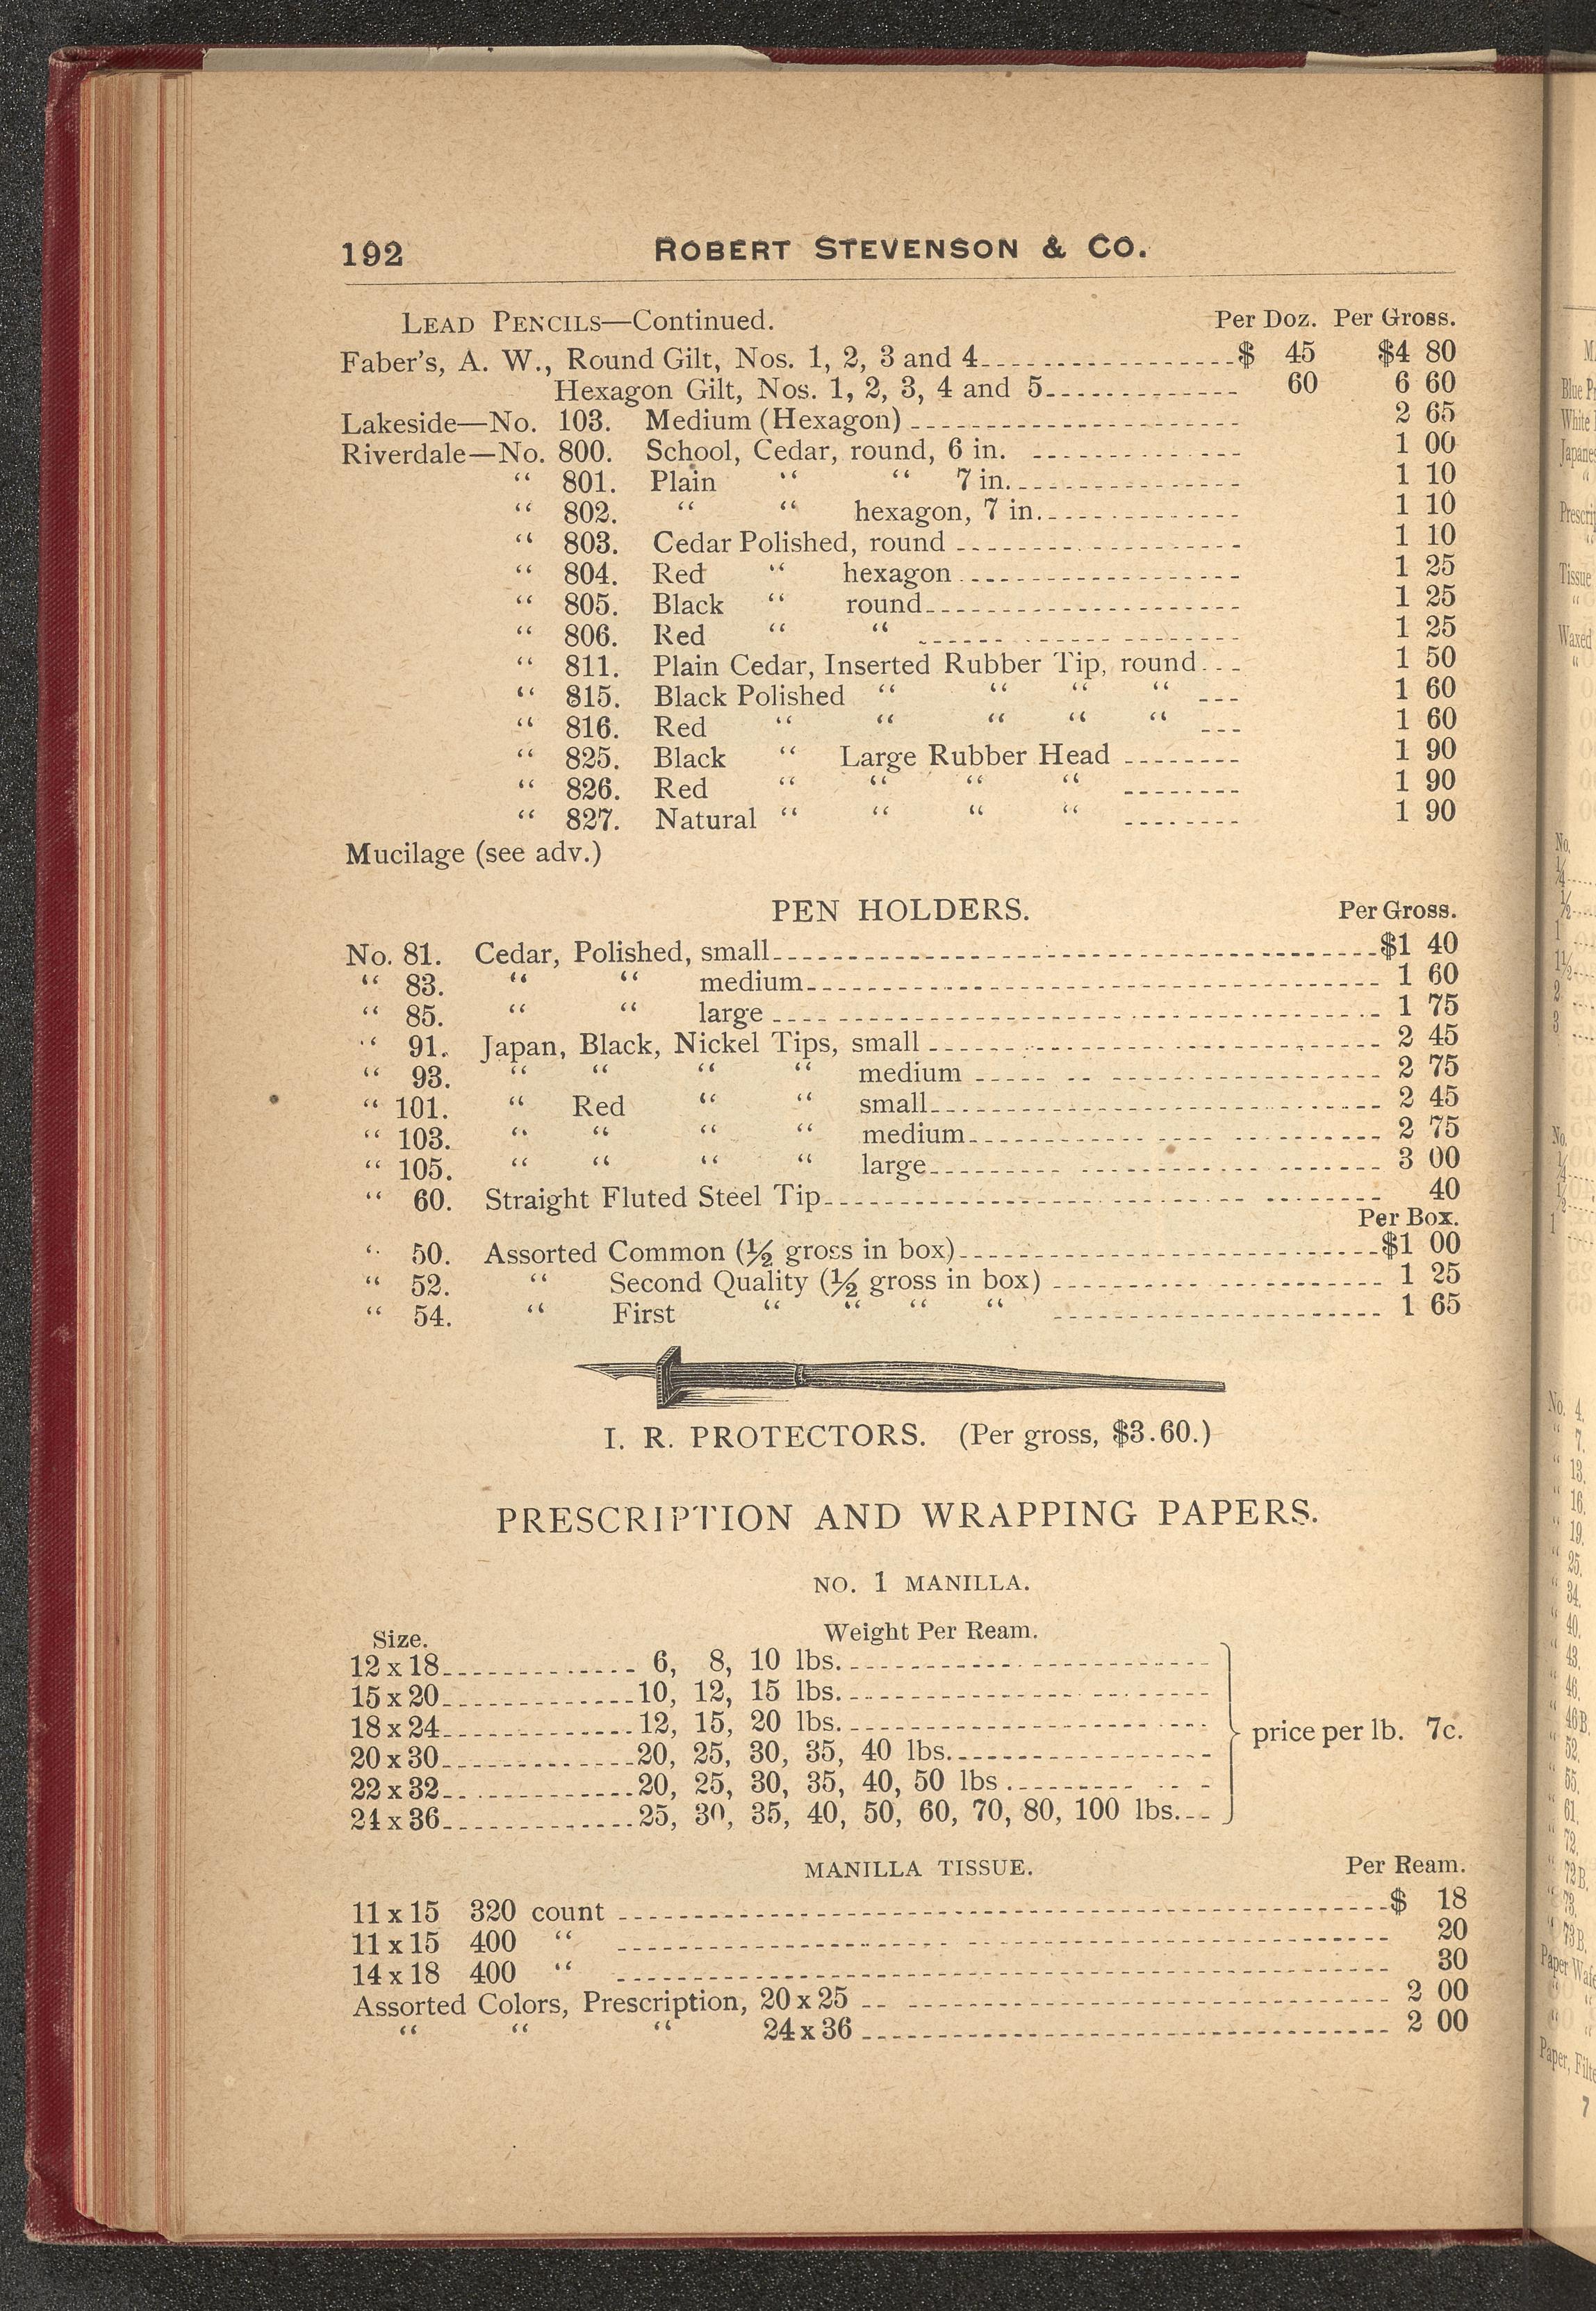 192 ROBERT STEVENSON & CO.
LEAD PENCILS—Continued. Per Doz. Per Gross.
Faber's, A. W., Round Gilt, Nos. 1, 2, 3 and 4 $ 45 $4 80
Hexagon Gilt, Nos. 1, 2, 3, 4 and 5 60 6 60
Lakeside—No. 103. Medium (Hexagon) 2 65
Riverdale—No. 800. School, Cedar, round, 6 in. 1 00
" 801. Plain " " 7 in. 1 10
" 802. " " hexagon, 7 in. 1 10
" 803. Cedar Polished, round 1 10
" 804. Red " hexagon 1 25
" 805. Black " round 1 25
" 806. Red " " 1 25
" 811. Plain Cedar, Inserted Rubber Tip, round 1 50
" 815. Black Polished " " " " 1 60
" 816. Red " " " " " 1 60
" 825. Black " Large Rubber Head 1 90
" 826. Red " " " " 1 90
" 827. Natural " " " " 1 90
Mucilage (see adv.)
PEN HOLDERS. Per Gross.
No. 81. Cedar, Polished, small $1 40
" 83. " " medium 1 60
" 85. " " large 1 75
" 91. Japan, Black, Nickel Tips, small 2 45
" 93. " " " " medium 2 75
" 101. " Red " " small 2 45
" 103. " " " " medium 2 75
" 105. " " " " large 3 00
" 60. Straight Fluted Steel Tip 40
Per Box.
" 50. Assorted Common (½ gross in box) $1 00
" 52. " Second Quality (½ gross in box) 1 25
" 54. " First " " " " 1 65
I. R. PROTECTORS. (Per gross, $3.60.)
PRESCRIPTION AND WRAPPING PAPERS.
NO. 1 MANILLA.
Size. Weight Per Ream.
12 x 18 6, 8, 10 lbs.
15 x 20 10, 12, 15 lbs.
18 x 24 12, 15, 20 lbs.
price per lb. 7c.
20 x 30 20, 25, 30, 35, 40 lbs.
22 x 32 20, 25, 30, 35, 40, 50 lbs.
24 x 36 25, 30, 35, 40, 50, 60, 70, 80, 100 lbs.
MANILLA TISSUE. Per Ream.
11 x 15 320 count $ 18
11 x 15 400 " 20
14 x 18 400 " 30
Assorted Colors, Prescription, 20 x 25 2 00
" " " 24 x 36 2 00